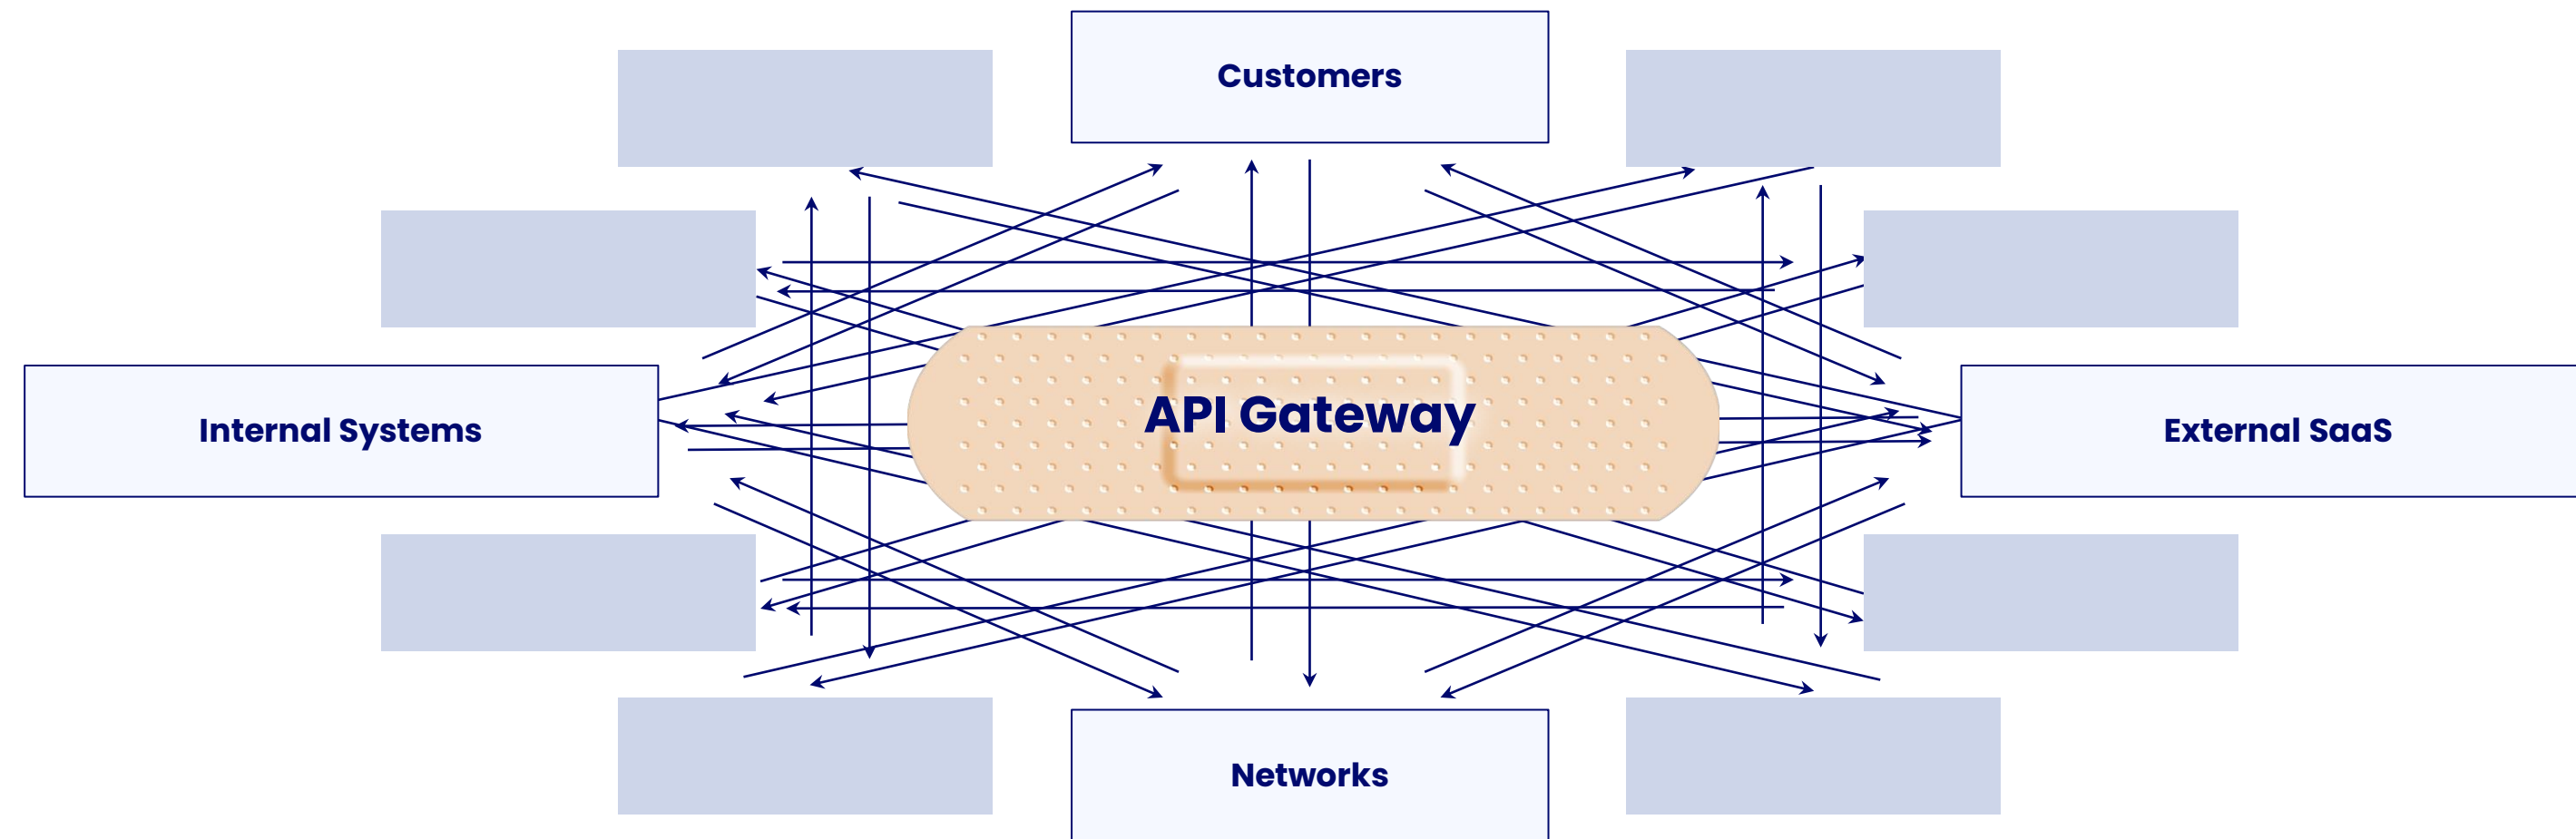 Customers
API Gateway
Internal Systems
External SaaS
Networks